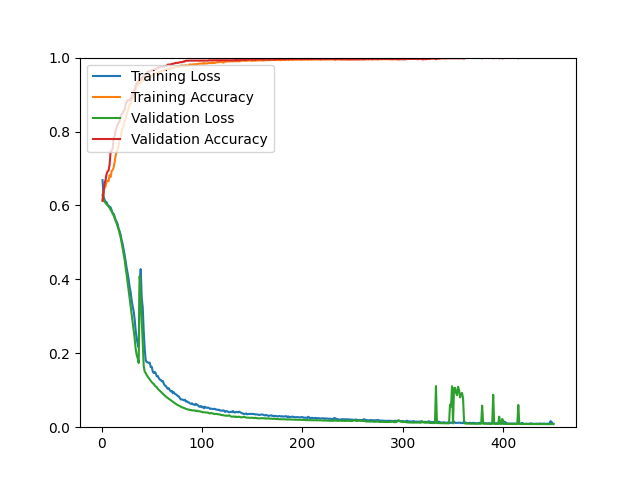 1.0
0.8
0.6
0.4
0.2
0.0
Training Loss
Training Accuracy
Validation Loss
Validation Accuracy
0 100 200 300 400